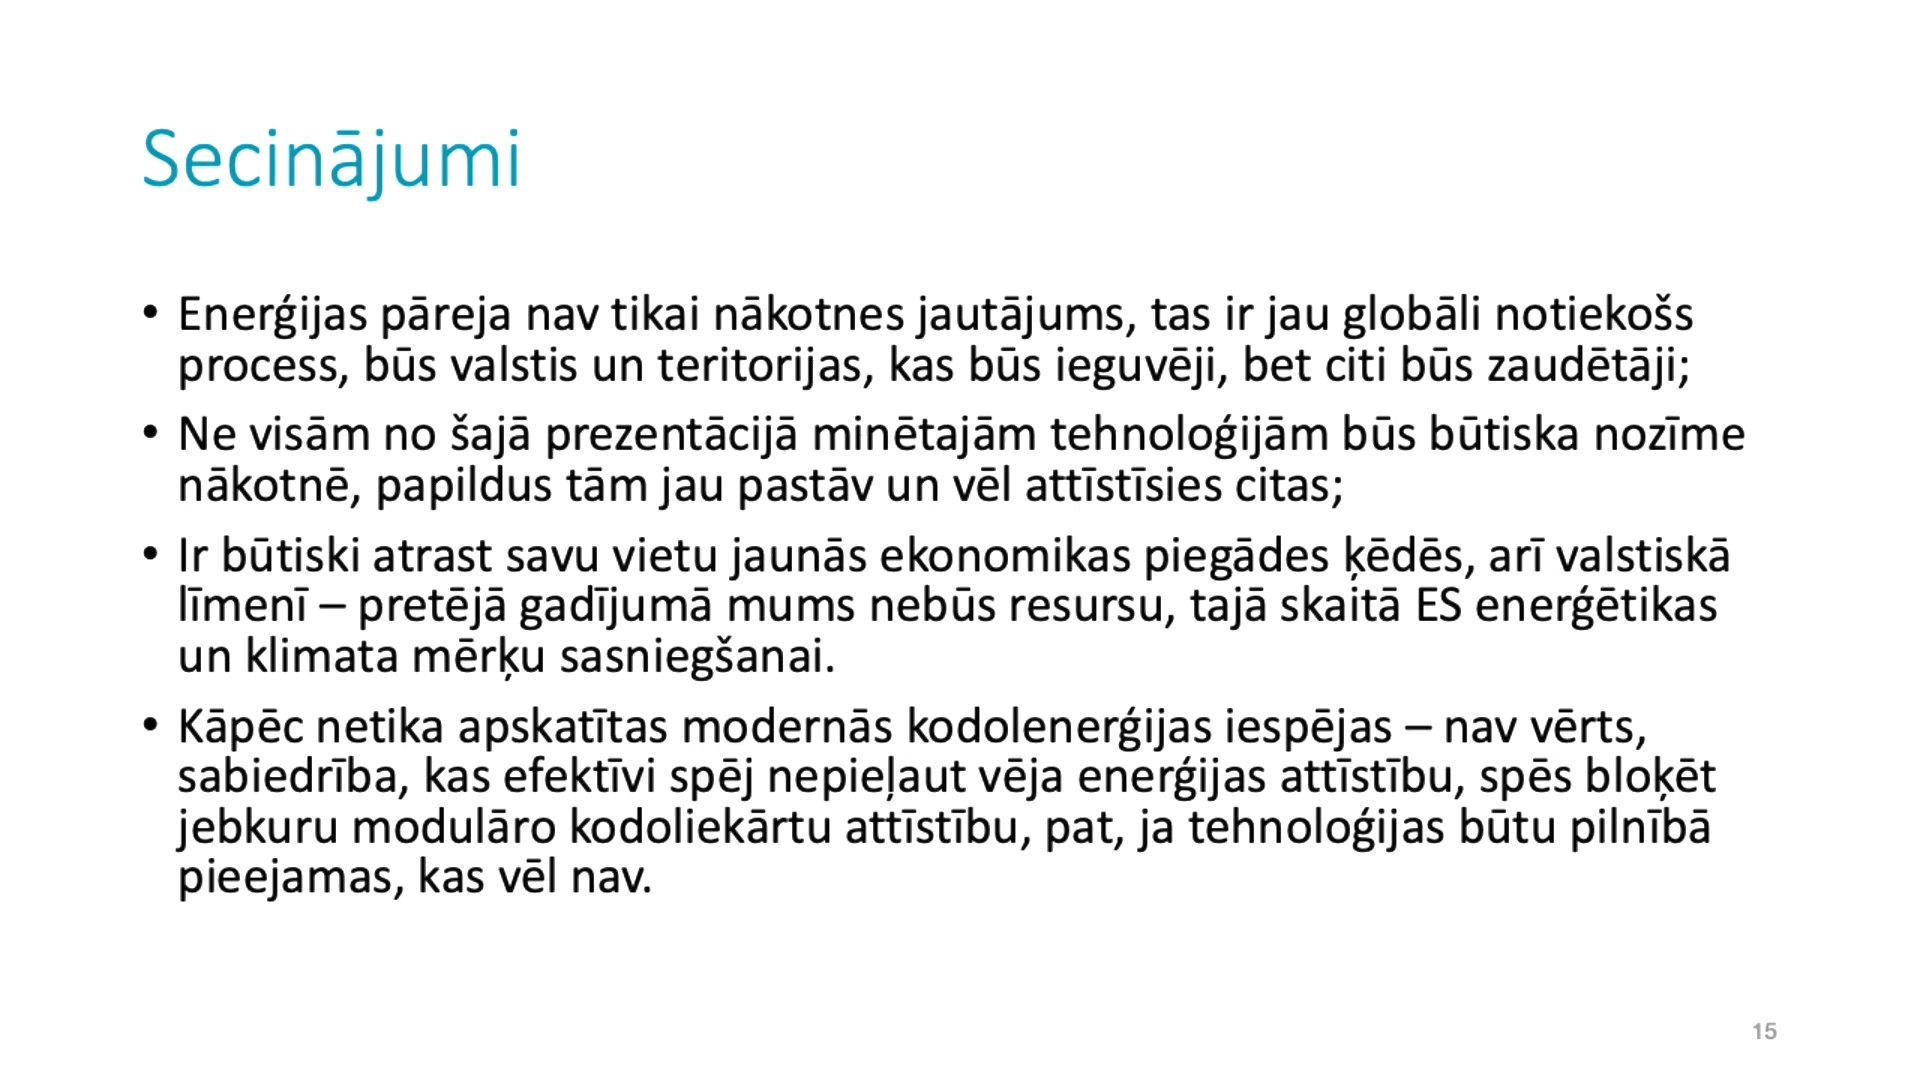 Secinājumi
• Enerģijas pāreja nav tikai nākotnes jautājums, tas ir jau globāli notiekošs
process, būs valstis un teritorijas, kas būs ieguvēji, bet citi būs zaudētāji;
• Ne visām no šajā prezentācijā minētajām tehnoloģijām būs būtiska nozīme
nākotnē, papildus tām jau pastāv un vēl attīstīsies citas;
• Ir būtiski atrast savu vietu jaunās ekonomikas piegādes ķēdēs, arī valstiskā
līmenī – pretējā gadījumā mums nebūs resursu, tajā skaitā ES enerģētikas
un klimata mērķu sasniegšanai.
• Kāpēc netika apskatītas modernās kodolenerģijas iespējas – nav vērts,
sabiedrība, kas efektīvi spēj nepieļaut vēja enerģijas attīstību, spēs bloķēt
jebkuru modulāro kodoliekārtu attīstību, pat, ja tehnoloģijas būtu pilnībā
pieejamas, kas vēl nav.
15